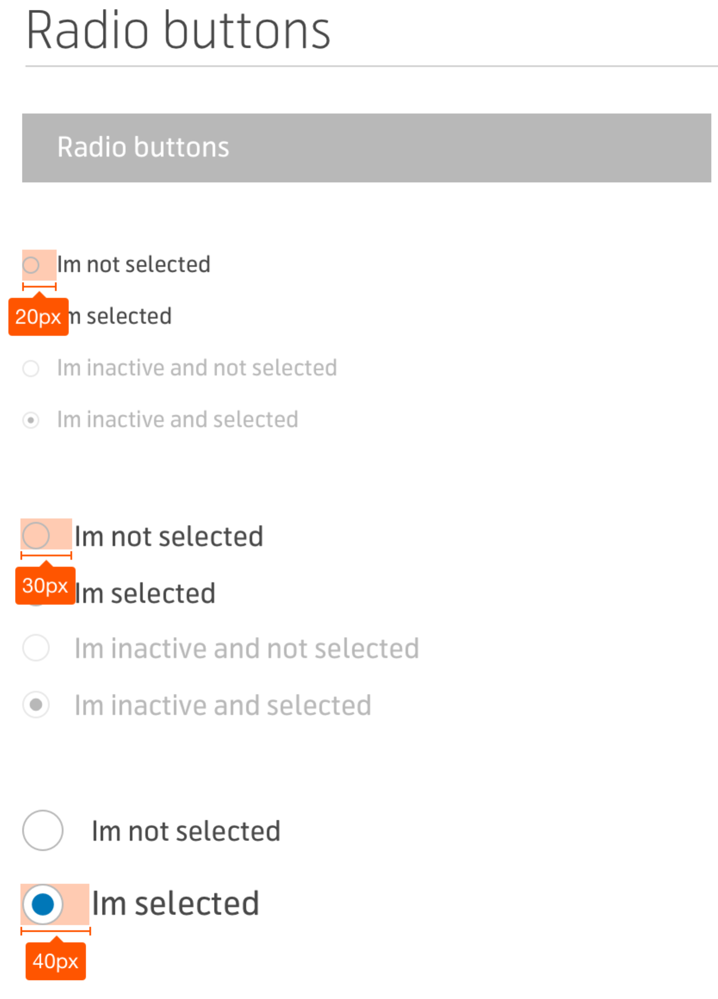 Radio buttons
Radio buttons
Im not selected
20px m selected
Im inactive and not selected
Im inactive and selected
Im not selected
30px Im selected
Im inactive and not selected
Im inactive and selected
Im not selected
Im selected
40px